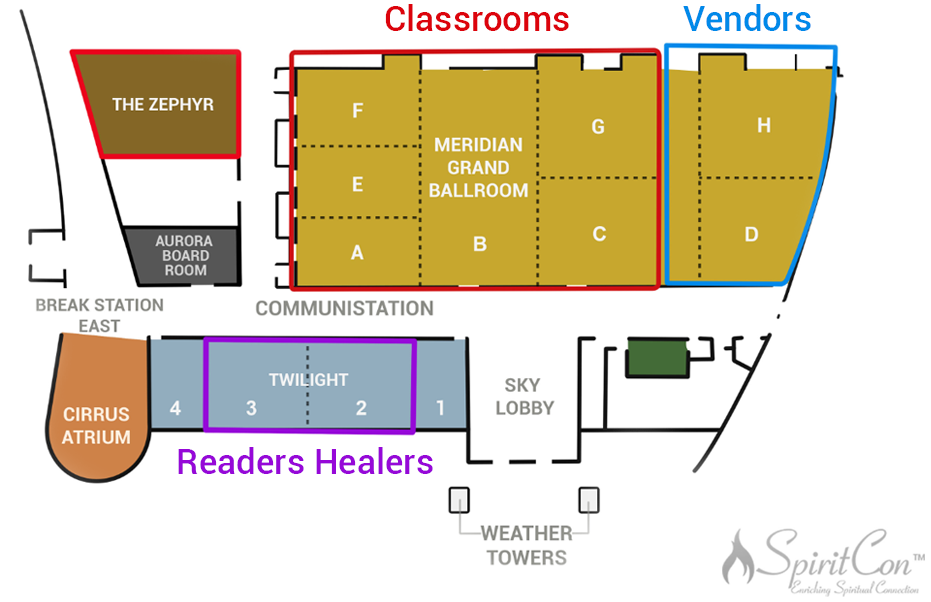 Classrooms
Vendors
THE ZEPHYR
F
G
H
MERIDIAN
GRAND
BALLROOM
E
A
B
C
D
AURORA
BOARD
ROOM
BREAK STATION
EAST
COMMUNISTATION
CIRRUS
ATRIUM
TWILIGHT
4
3
2
1
SKY
LOBBY
Readers Healers
WEATHER
TOWERS
SpiritCon™
Enriching Spiritual Connection